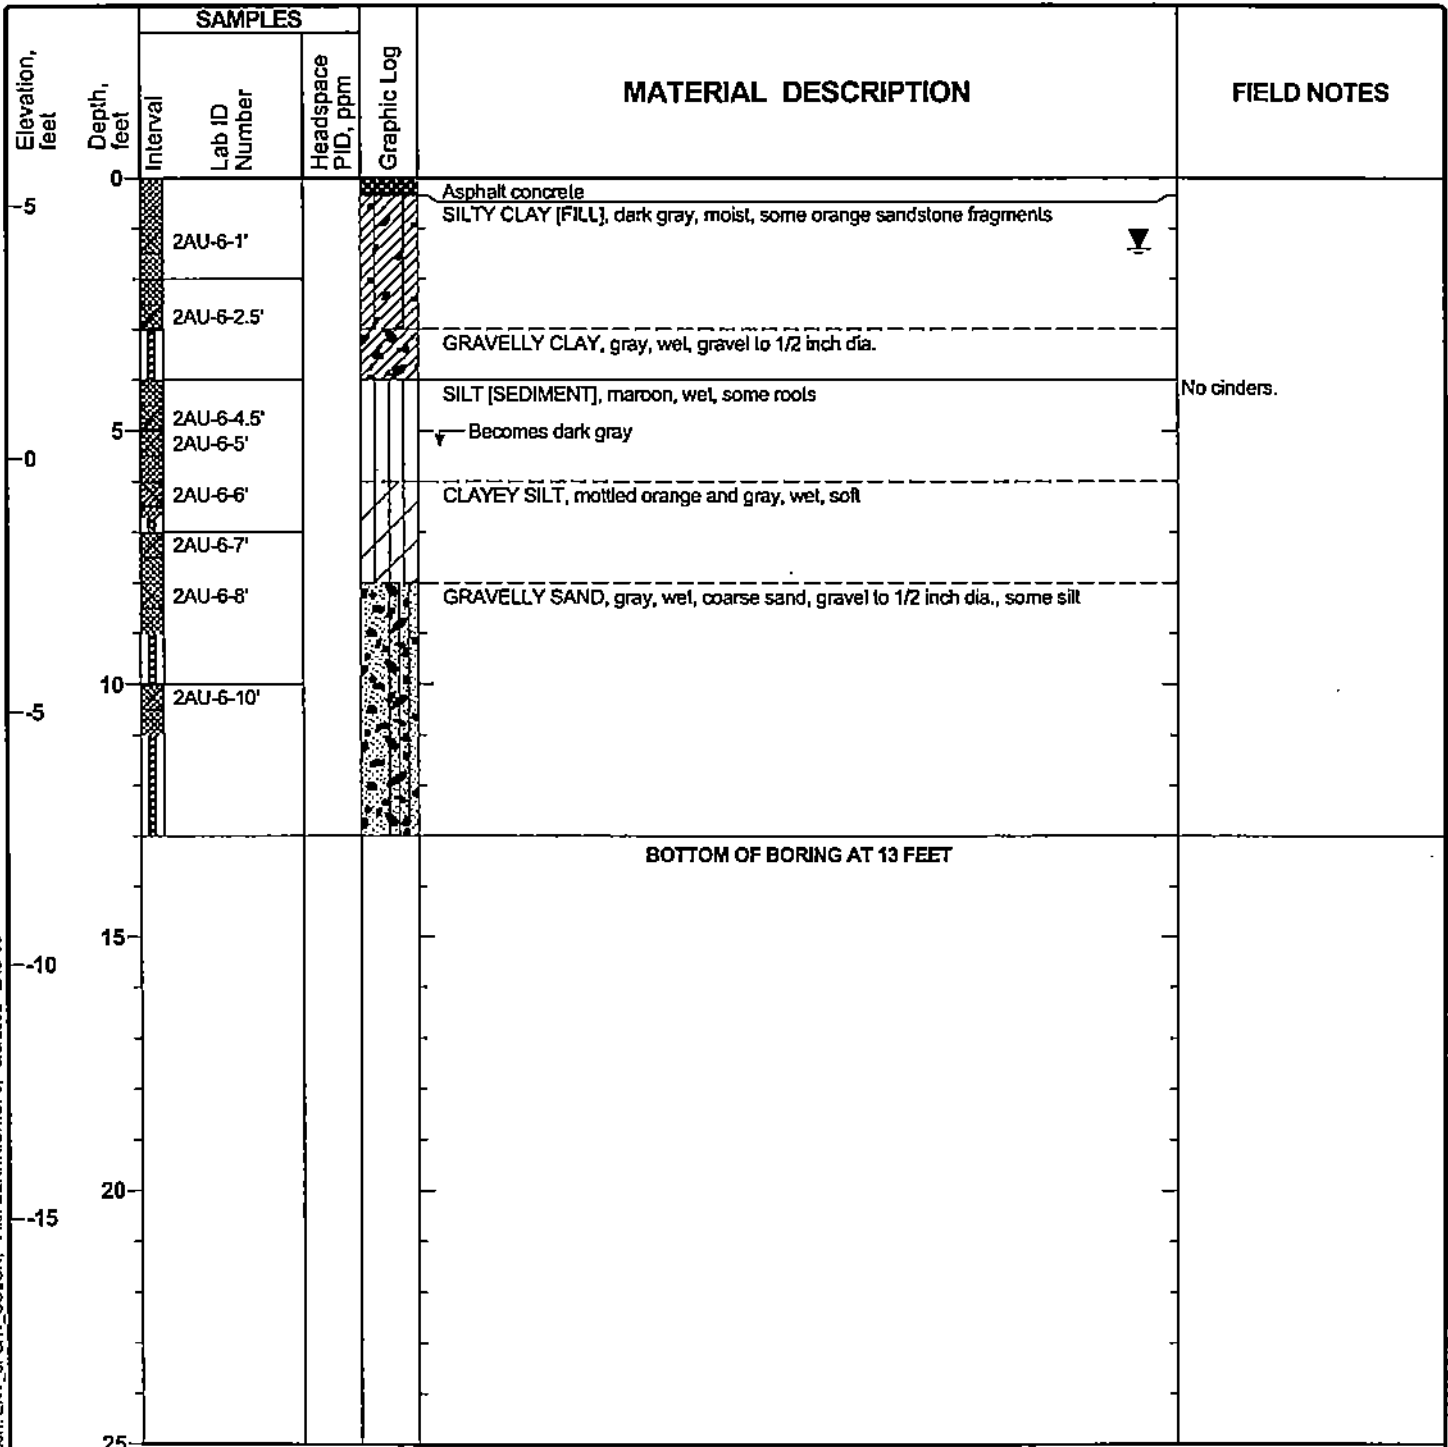 SAMPLES
Elevation,
feet
Depth,
feet
Interval
Lab ID
Number
Headspace
PID, ppm
Graphic Log
MATERIAL DESCRIPTION
FIELD NOTES
0
Asphalt concrete
5
SILTY CLAY [FILL], dark gray, moist, some orange sandstone fragments
2AU-6-1'
2AU-6-2.5'
GRAVELLY CLAY, gray, wet, gravel to 1/2 inch dia.
SILT [SEDIMENT], maroon, wet, some roots
No cinders.
2AU-6-4.5'
5
Becomes dark gray
2AU-6-5'
0
2AU-6-6'
CLAYEY SILT, mottled orange and gray, wet, soft
2AU-6-7'
2AU-6-8'
GRAVELLY SAND, gray, wet, coarse sand, gravel to 1/2 inch dia., some silt
10
2AU-6-10'
-5
BOTTOM OF BORING AT 13 FEET
15
-10
20
-15
25